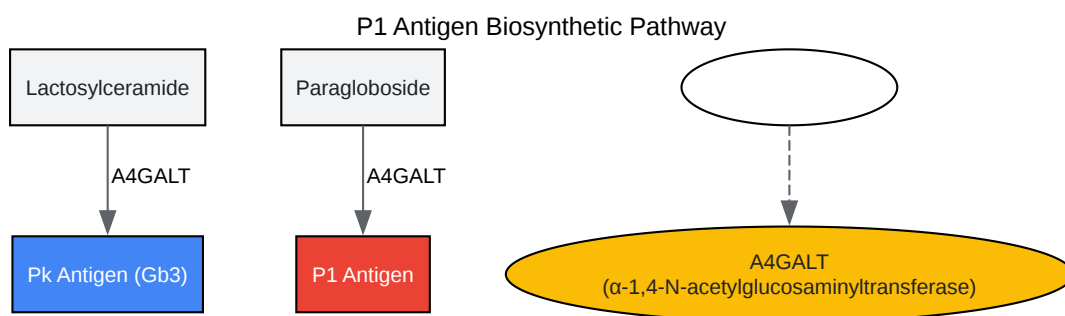 P1 Antigen Biosynthetic Pathway
Lactosylceramide
Paragloboside
A4GALT
A4GALT
Pk Antigen (Gb3)
P1 Antigen
A4GALT
(α-1,4-N-acetylglucosaminyltransferase)